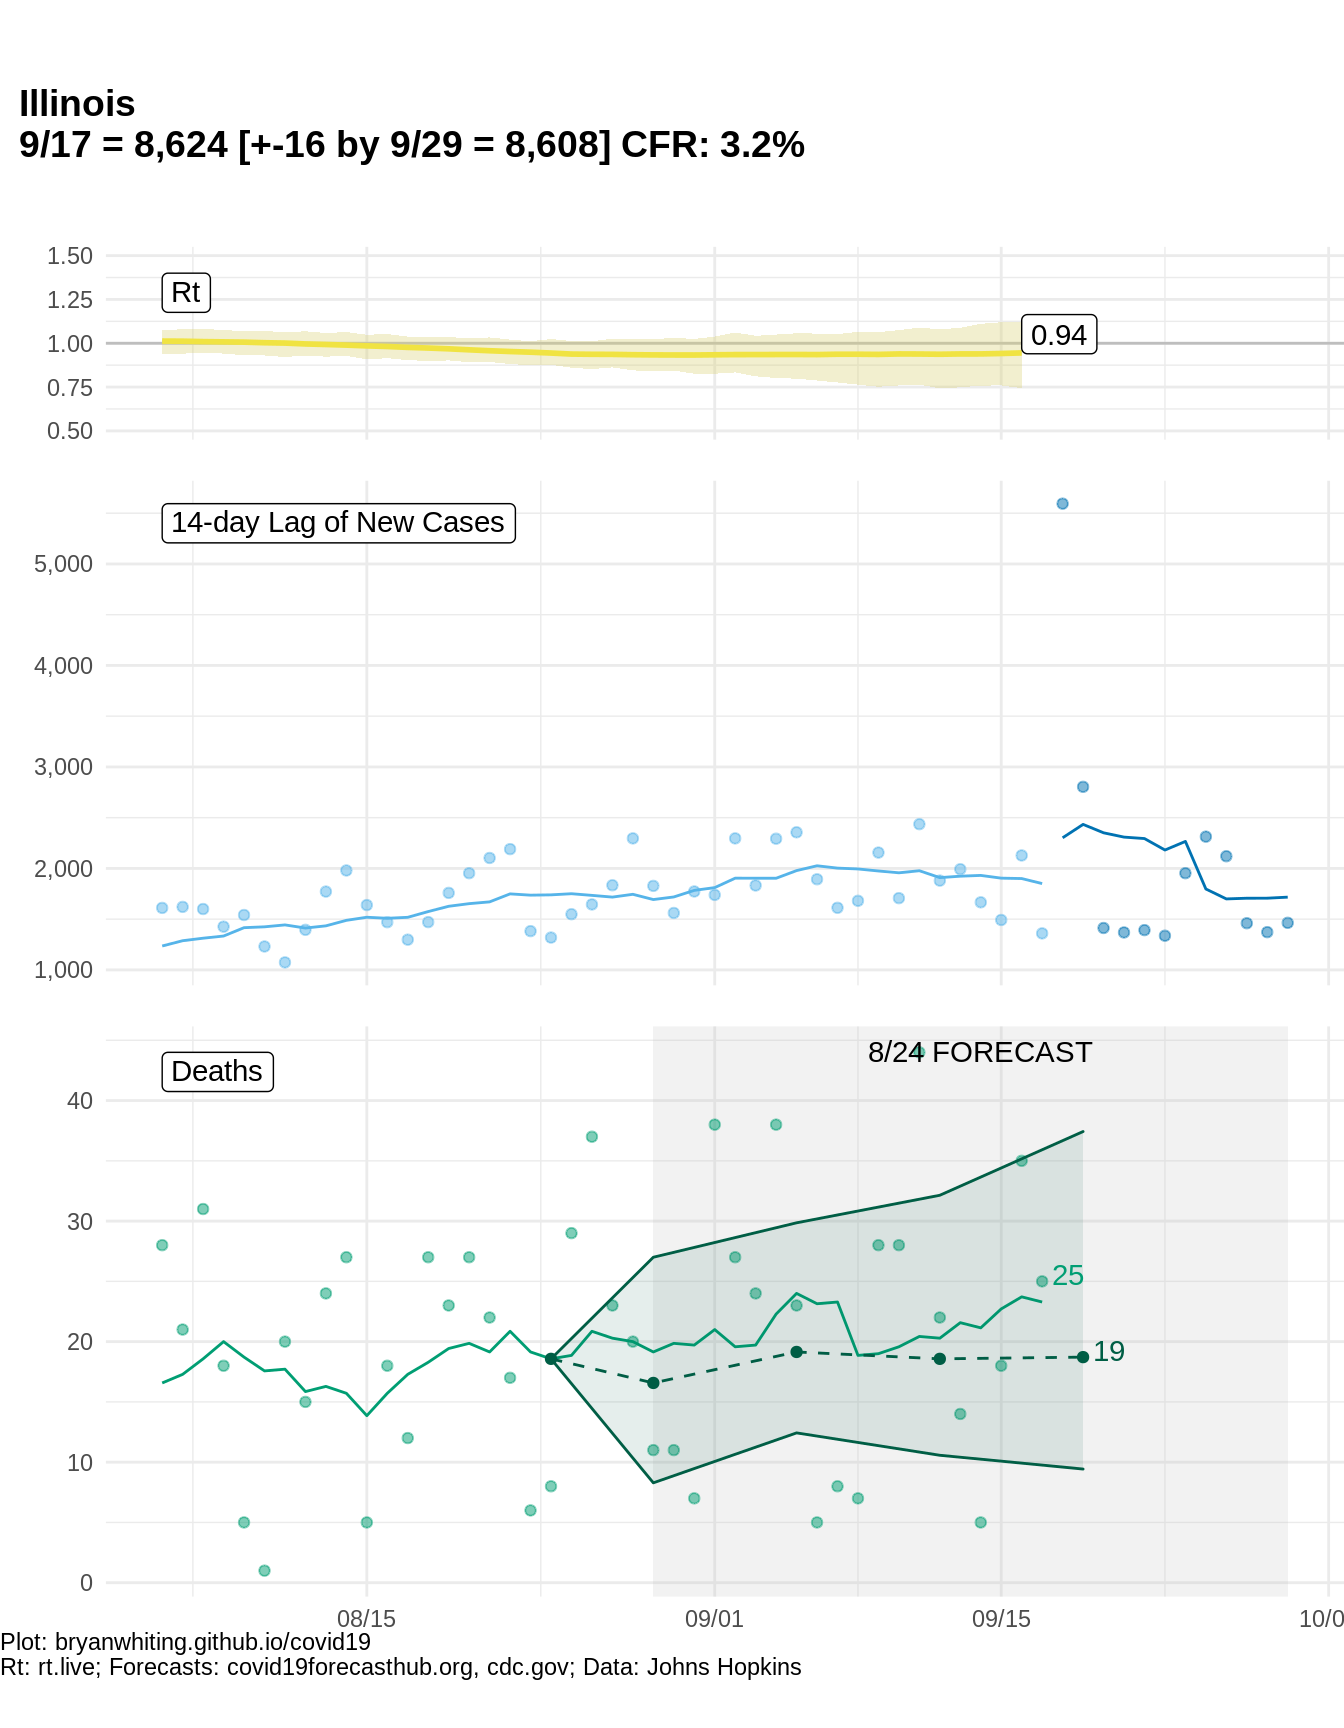 Illinois
9/17 = 8,624 [+-16 by 9/29 = 8,608] CFR: 3.2%
1.50
Rt
1.25
1.00
0.94
0.75
0.50
14-day Lag of New Cases
5,000
4,000
3,000
2,000
1,000
8/24 FORECAST
Deaths
40
30
25
20
19
10
0
08/15 09/01 09/15 10/0
Plot: bryanwhiting.github.io/covid19
Rt: rt.live; Forecasts: covid19forecasthub.org, cdc.gov; Data: Johns Hopkins